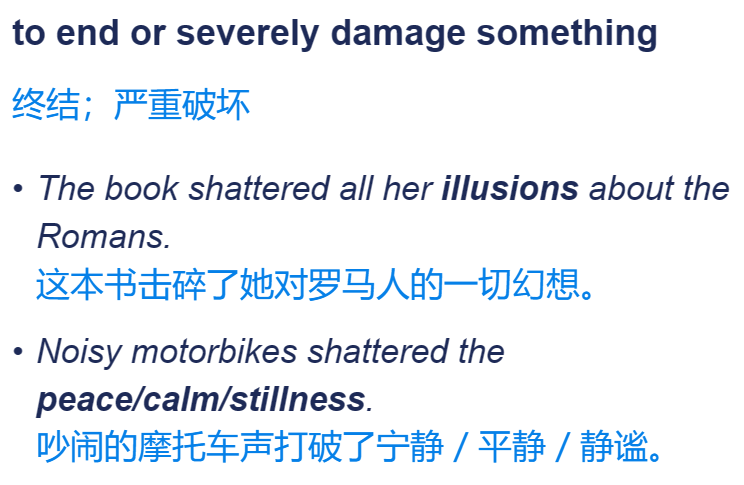 to end or severely damage something
终结；严重破坏
• The book shattered all her illusions about the
Romans.
这本书击碎了她对罗马人的一切幻想。
• Noisy motorbikes shattered the
peace/calm/stillness.
吵闹的摩托车声打破了宁静／平静／静谧。